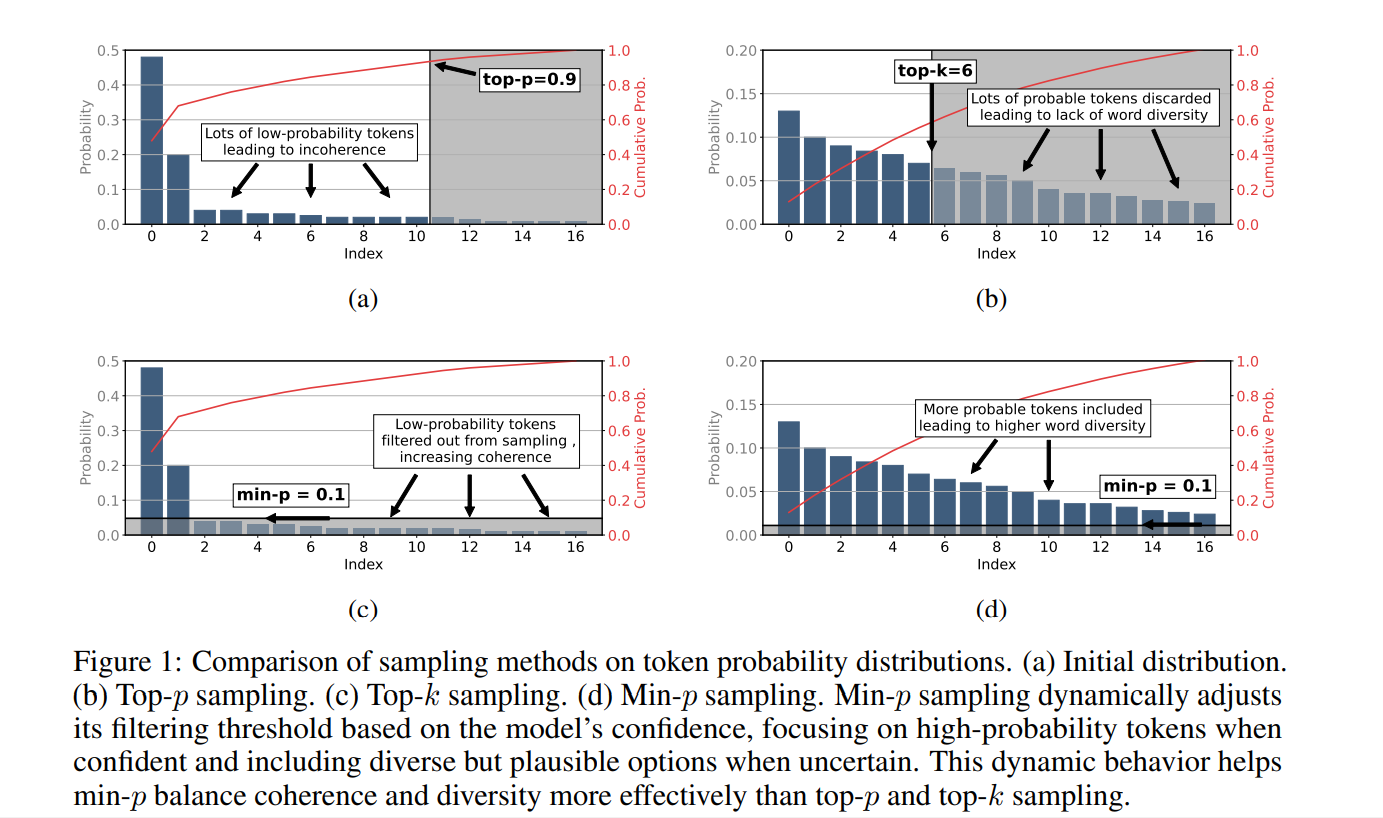 0.5
0.4
0.3
0.2
0.1
0.0
Probability
1.0
0.8
0.6
0.4
0.2
0.0
Cumulative Prob.
top-p=0.9
Lots of low-probability tokens
leading to incoherence
0 2 4 6 8 10 12 14 16
Index
(a)
0.20
0.15
0.10
0.05
0.00
Probability
1.0
0.8
0.6
0.4
0.2
0.0
Cumulative Prob.
top-k=6
Lots of probable tokens discarded
leading to lack of word diversity
0 2 4 6 8 10 12 14 16
Index
(b)
0.5
0.4
0.3
0.2
0.1
0.0
Probability
1.0
0.8
0.6
0.4
0.2
0.0
Cumulative Prob.
Low-probability tokens
filtered out from sampling ,
increasing coherence
min-p = 0.1
0 2 4 6 8 10 12 14 16
Index
(c)
0.20
0.15
0.10
0.05
0.00
Probability
1.0
0.8
0.6
0.4
0.2
0.0
Cumulative Prob.
More probable tokens included
leading to higher word diversity
min-p = 0.1
0 2 4 6 8 10 12 14 16
Index
(d)
Figure 1: Comparison of sampling methods on token probability distributions. (a) Initial distribution.
(b) Top-p sampling. (c) Top-k sampling. (d) Min-p sampling. Min-p sampling dynamically adjusts
its filtering threshold based on the model's confidence, focusing on high-probability tokens when
confident and including diverse but plausible options when uncertain. This dynamic behavior helps
min-p balance coherence and diversity more effectively than top-p and top-k sampling.